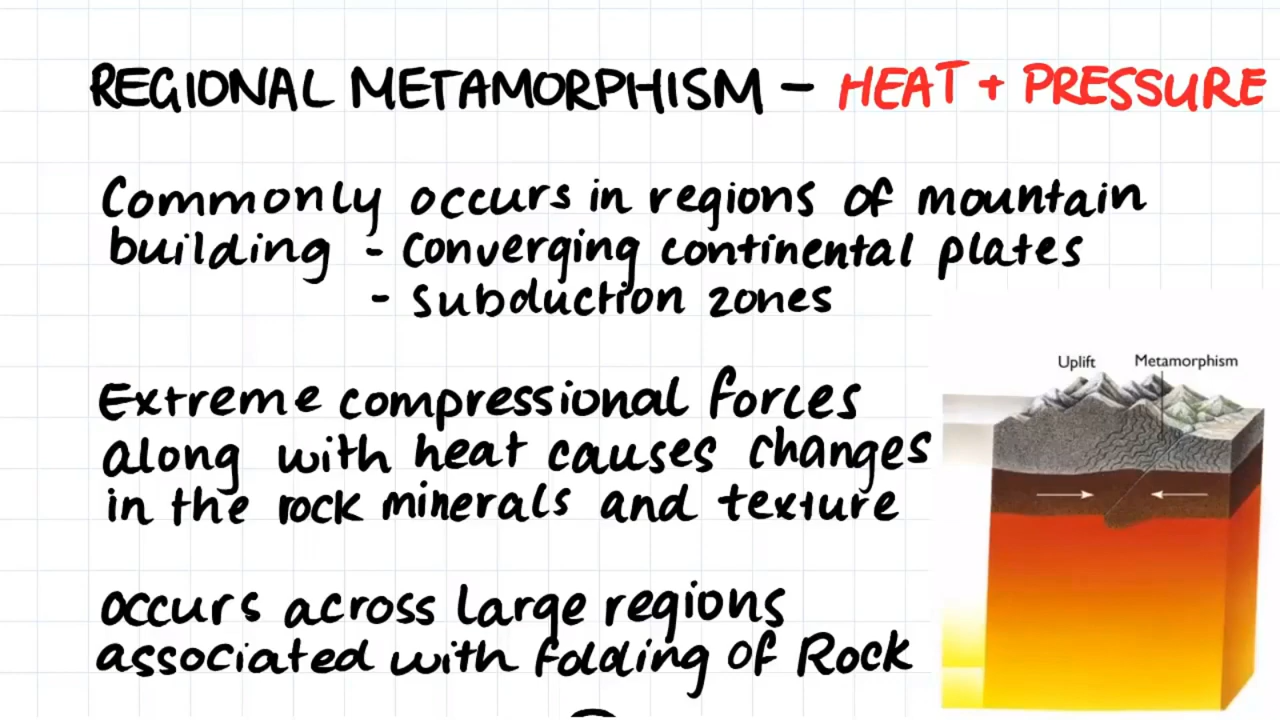 REGIONAL METAMORPHISM - HEAT + PRESSURE
Commonly occurs in regions of mountain
building - Converging continental plates
- Subduction zones
Extreme compressional forces
along with heat causes changes
in the rock minerals and texture
occurs across large regions
associated with folding of Rock
Uplift Metamorphism